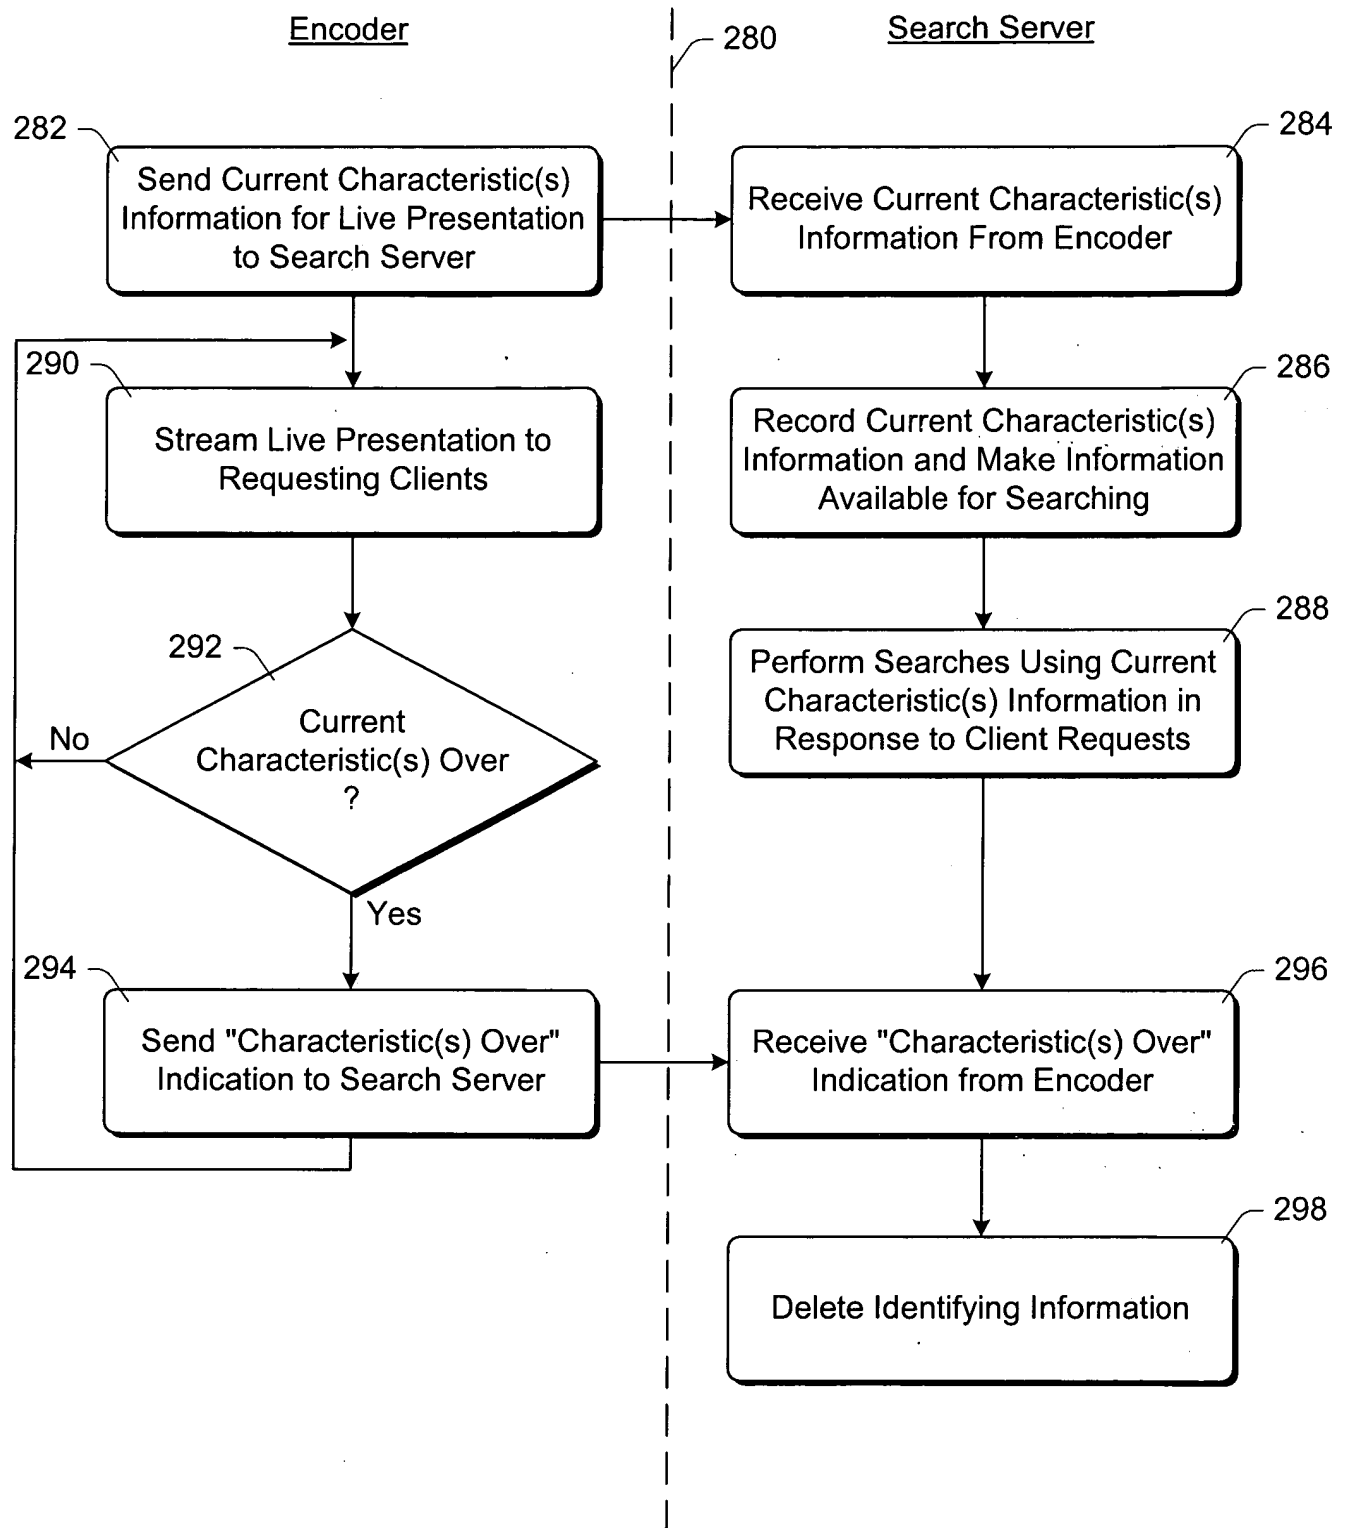 Encoder
280
Search Server
282
Send Current Characteristic(s)
Information for Live Presentation
to Search Server
284
Receive Current Characteristic(s)
Information From Encoder
290
Stream Live Presentation to
Requesting Clients
286
Record Current Characteristic(s)
Information and Make Information
Available for Searching
292
Current
Characteristic(s) Over
?
No
Yes
288
Perform Searches Using Current
Characteristic(s) Information in
Response to Client Requests
294
Send "Characteristic(s) Over"
Indication to Search Server
296
Receive "Characteristic(s) Over"
Indication from Encoder
298
Delete Identifying Information